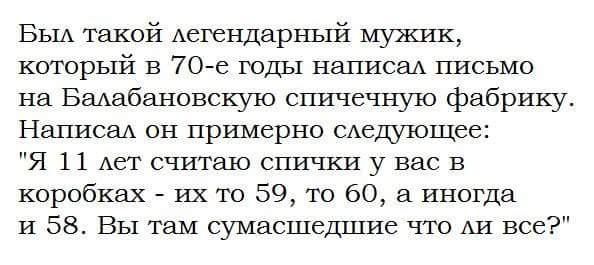 Был такой легендарный мужик,
который в 70-е годы написал письмо
на Балабановскую спичечную фабрику.
Написал он примерно следующее:
"Я 11 лет считаю спички у вас в
коробках - их то 59, то 60, а иногда
и 58. Вы там сумасшедшие что ли все?"